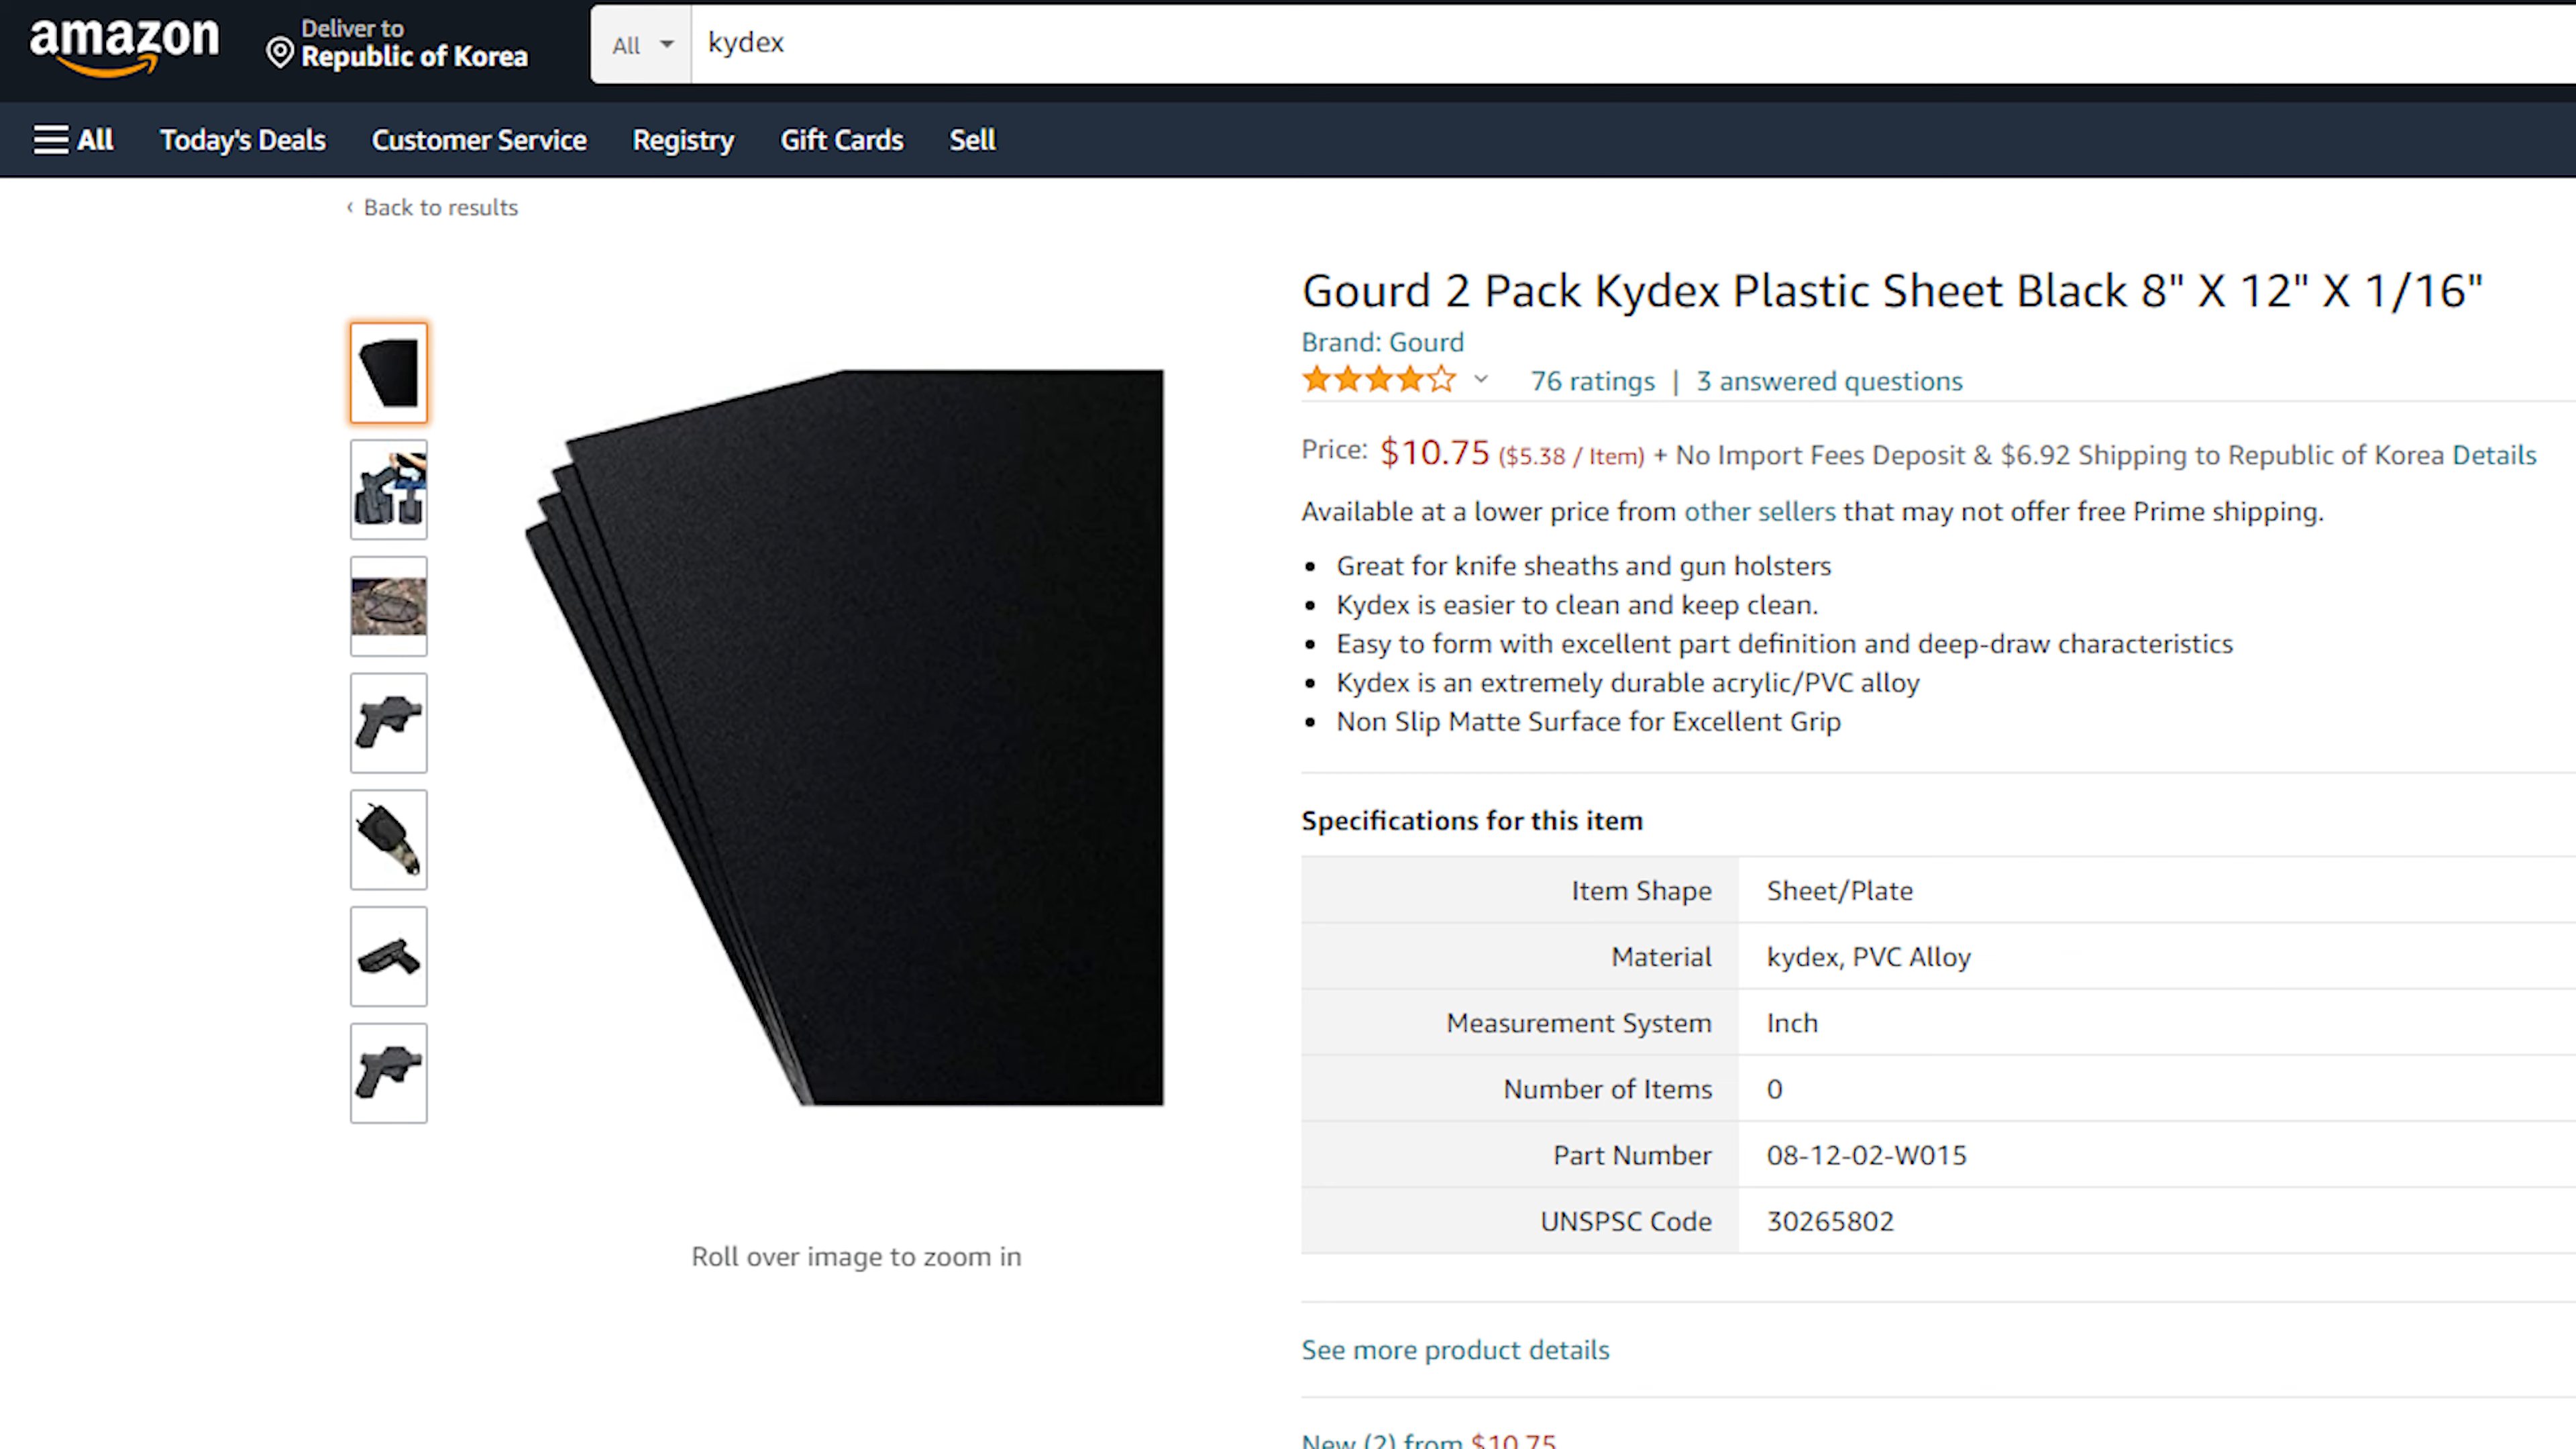 amazon
Deliver to
Republic of Korea
All
kydex
All
Today's Deals
Customer Service
Registry
Gift Cards
Sell
‹ Back to results
Gourd 2 Pack Kydex Plastic Sheet Black 8" X 12" X 1/16"
Brand: Gourd
76 ratings | 3 answered questions
Price: $10.75 ($5.38 / Item) + No Import Fees Deposit & $6.92 Shipping to Republic of Korea Details
Available at a lower price from other sellers that may not offer free Prime shipping.
• Great for knife sheaths and gun holsters
• Kydex is easier to clean and keep clean.
• Easy to form with excellent part definition and deep-draw characteristics
• Kydex is an extremely durable acrylic/PVC alloy
• Non Slip Matte Surface for Excellent Grip
Specifications for this item
Item Shape Sheet/Plate
Material kydex, PVC Alloy
Measurement System Inch
Number of Items 0
Part Number 08-12-02-W015
UNSPSC Code 30265802
Roll over image to zoom in
See more product details
New (2) from $10.75